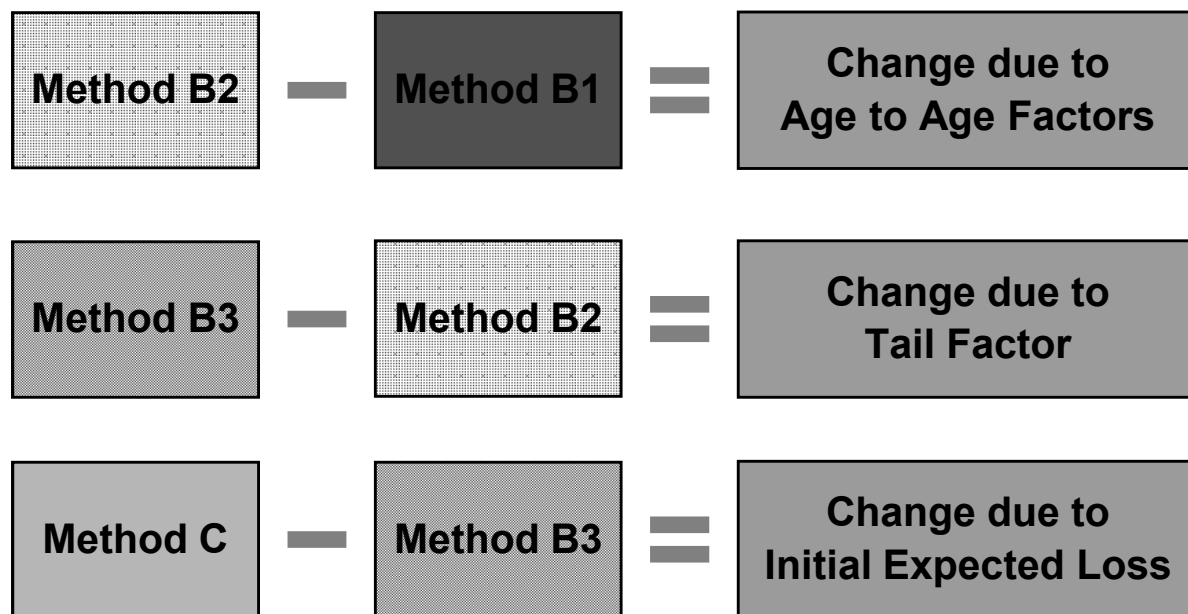 Method B2 Method B1 Change due to
Age to Age Factors
Method B3 Method B2 Change due to
Tail Factor
Method C Method B3 Change due to
Initial Expected Loss